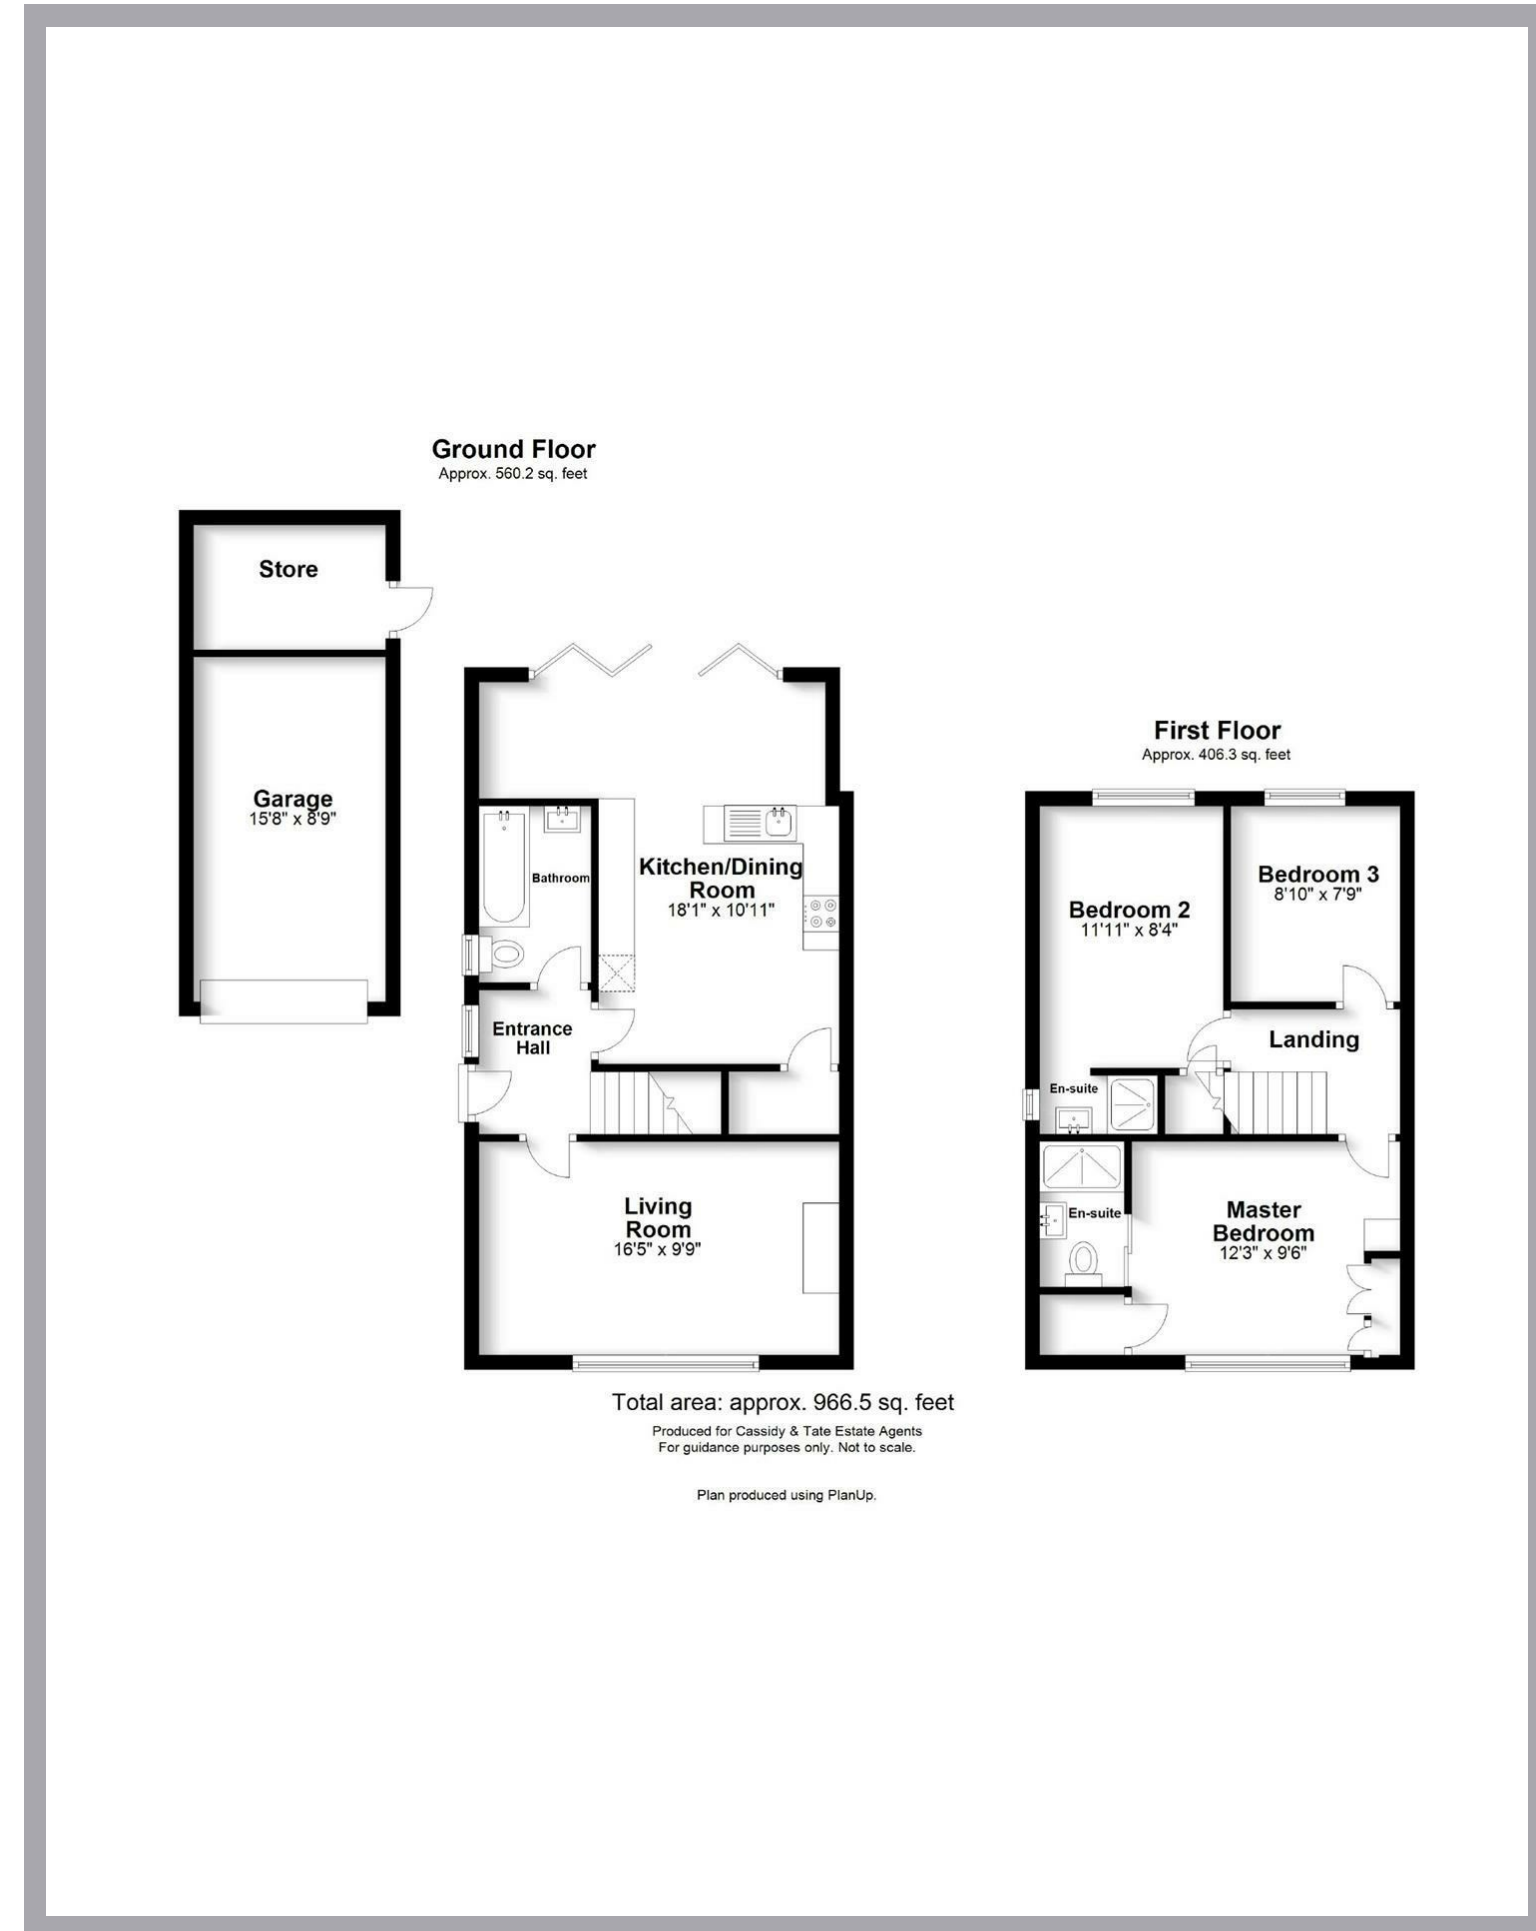 Ground Floor
Approx. 560.2 sq. feet
Store
Garage
15'8" x 8'9"
Bathroom
Kitchen/Dining
Room
18'1" x 10'11"
Entrance
Hall
Living
Room
16'5" x 9'9"
First Floor
Approx. 406.3 sq. feet
Bedroom 2
11'11" x 8'4"
Bedroom 3
8'10" x 7'9"
Landing
En-suite
En-suite
Master
Bedroom
12'3" x 9'6"
Total area: approx. 966.5 sq. feet
Produced for Cassidy & Tate Estate Agents
For guidance purposes only. Not to scale.
Plan produced using PlanUp.